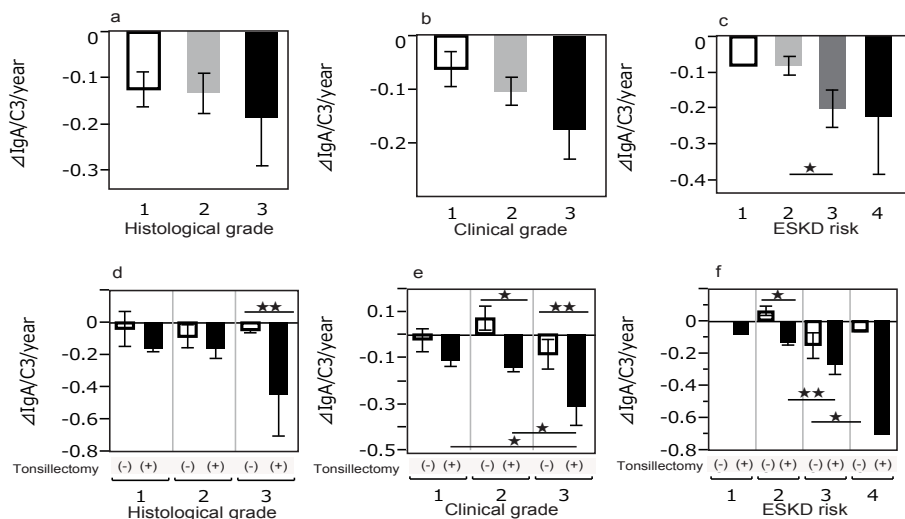 a
b
c
0
-0.1
-0.2
-0.3
⊿IgA/C3/year
1 2 3
Histological grade
0
-0.2
⊿IgA/C3/year
1 2 3
Clinical grade
0
-0.1
-0.2
-0.3
-0.4
⊿IgA/C3/year
★
1 2 3 4
ESKD risk
d
e
f
0
-0.2
-0.4
-0.6
-0.8
⊿IgA/C3/year
★★
Tonsillectomy (-) (+) (-) (+) (-) (+)
1 2 3
Histological grade
0.1
-0.1
-0.3
-0.5
⊿IgA/C3/year
★
★★
★
★
Tonsillectomy (-) (+) (-) (+) (-) (+)
1 2 3
Clinical grade
0
-0.2
-0.4
-0.6
-0.8
⊿IgA/C3/year
★
★★
★
Tonsillectomy (-) (+) (-) (+) (-) (+) (-) (+)
1 2 3 4
ESKD risk